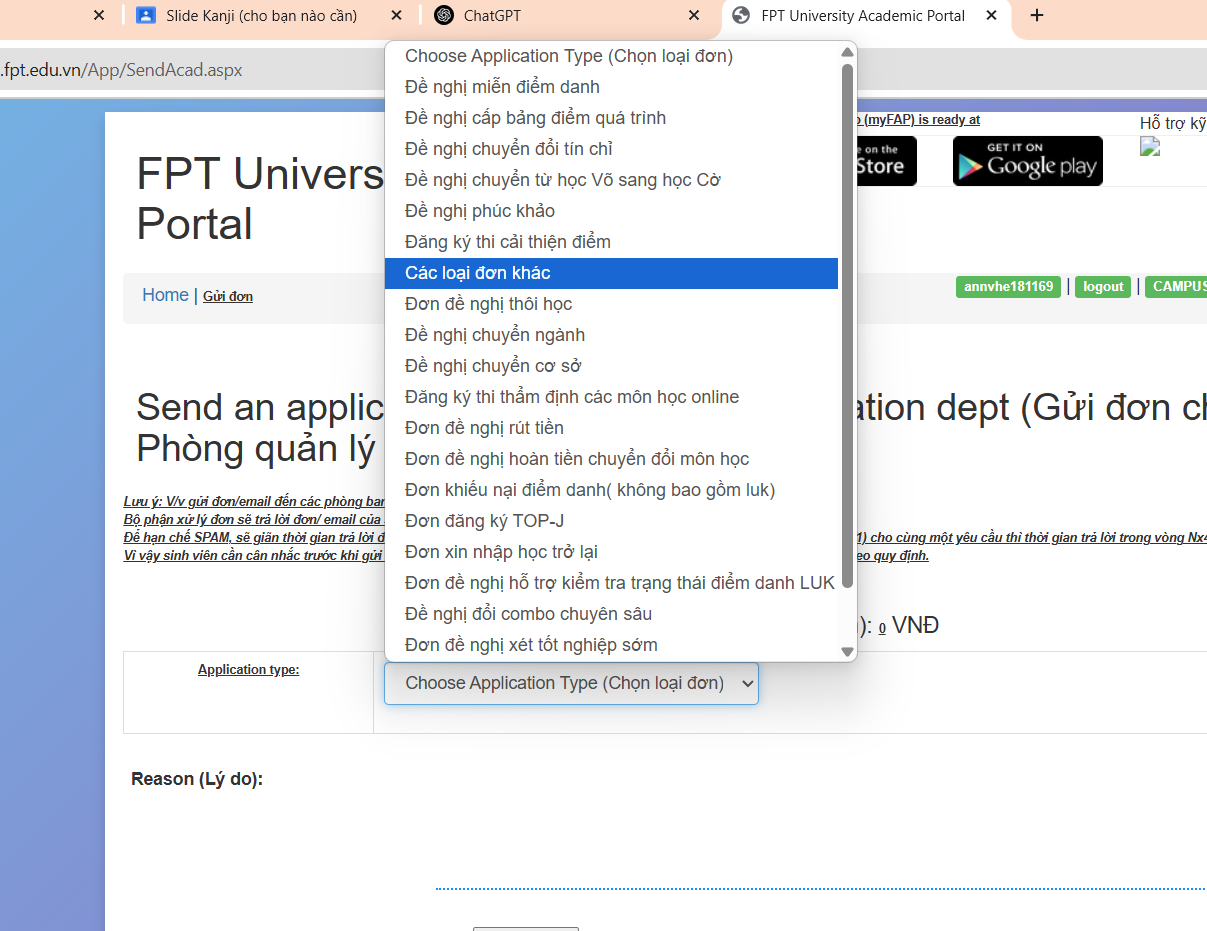 Slide Kanji (cho bạn nào cần)
ChatGPT
FPT University Academic Portal
.fpt.edu.vn/App/SendAcad.aspx
Choose Application Type (Chọn loại đơn)
Đề nghị miễn điểm danh
Đề nghị cấp bảng điểm quá trình
Đề nghị chuyển đổi tín chỉ
Đề nghị chuyển từ học Võ sang học Cờ
Đề nghị phúc khảo
Đăng ký thi cải thiện điểm
Các loại đơn khác
Đơn đề nghị thôi học
Đề nghị chuyển ngành
Đề nghị chuyển cơ sở
Đăng ký thi thẩm định các môn học online
Đơn đề nghị rút tiền
Đơn đề nghị hoàn tiền chuyển đổi môn học
Đơn khiếu nại điểm danh( không bao gồm luk)
Đơn đăng ký TOP-J
Đơn xin nhập học trở lại
Đơn đề nghị hỗ trợ kiểm tra trạng thái điểm danh LUK
Đề nghị đổi combo chuyên sâu
Đơn đề nghị xét tốt nghiệp sớm
(myFAP) is ready at
Hỗ trợ kỹ
on the
Store
GET IT ON
Google play
FPT Univers
Portal
Home | Gửi đơn
annvhe181169 | logout | CAMPUS
Send an applic ation dept (Gửi đơn ch
Phòng quản lý
Lưu ý: V/v gửi đơn/email đến các phòng ban
Bộ phận xử lý đơn sẽ trả lời đơn/ email của
Để hạn chế SPAM, sẽ giãn thời gian trả lời đ 1) cho cùng một yêu cầu thì thời gian trả lời trong vòng Nx4
Vì vậy sinh viên cần cân nhắc trước khi gửi eo quy định.
): 0 VNĐ
Application type:
Choose Application Type (Chọn loại đơn)
Reason (Lý do):